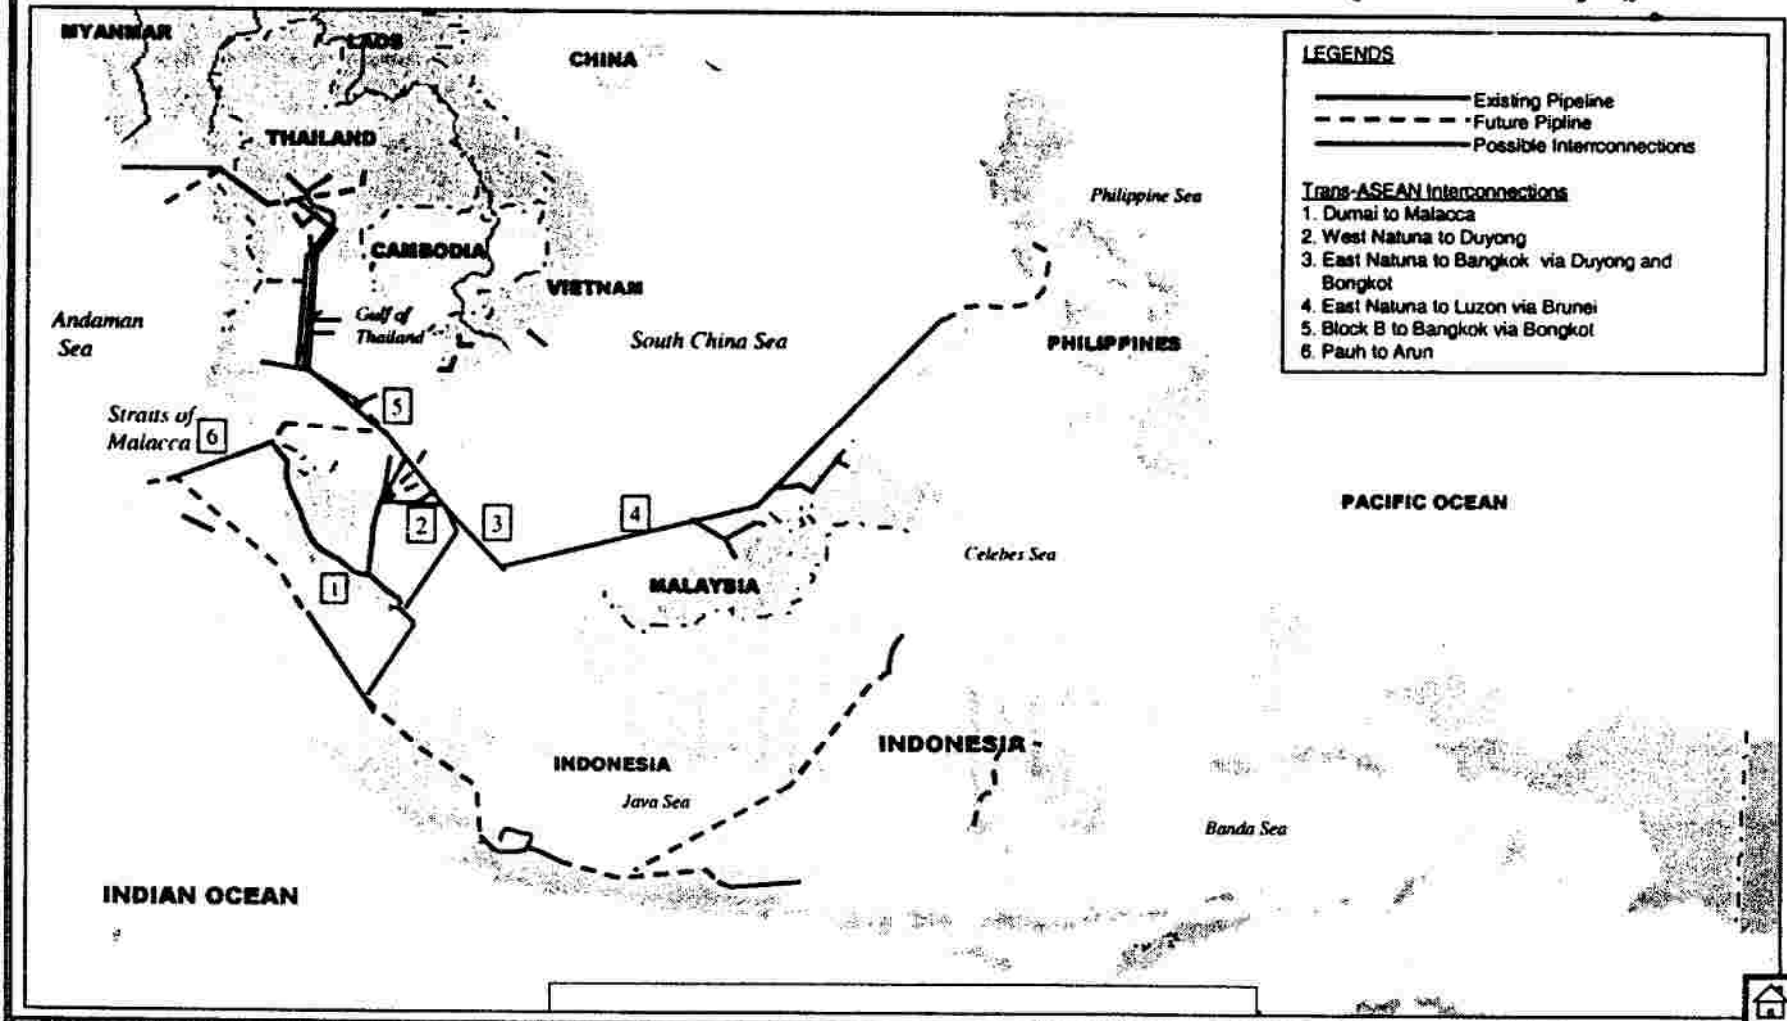 MYANMAR
LAOS
CHINA
THAILAND
CAMBODIA
VIETNAM
Gulf of
Thailand
Andaman
Sea
South China Sea
Philippine Sea
PHILIPPINES
Straits of
Malacca
6
5
2
3
4
1
MALAYSIA
Celebes Sea
PACIFIC OCEAN
INDONESIA
INDONESIA
Java Sea
Banda Sea
INDIAN OCEAN
LEGENDS
Existing Pipeline
Future Pipline
Possible Interrconnections
Trans-ASEAN Interconnections
1. Dumai to Malacca
2. West Natuna to Duyong
3. East Natuna to Bangkok via Duyong and
Bongkot
4. East Natuna to Luzon via Brunei
5. Block B to Bangkok via Bongkot
6. Pauh to Arun